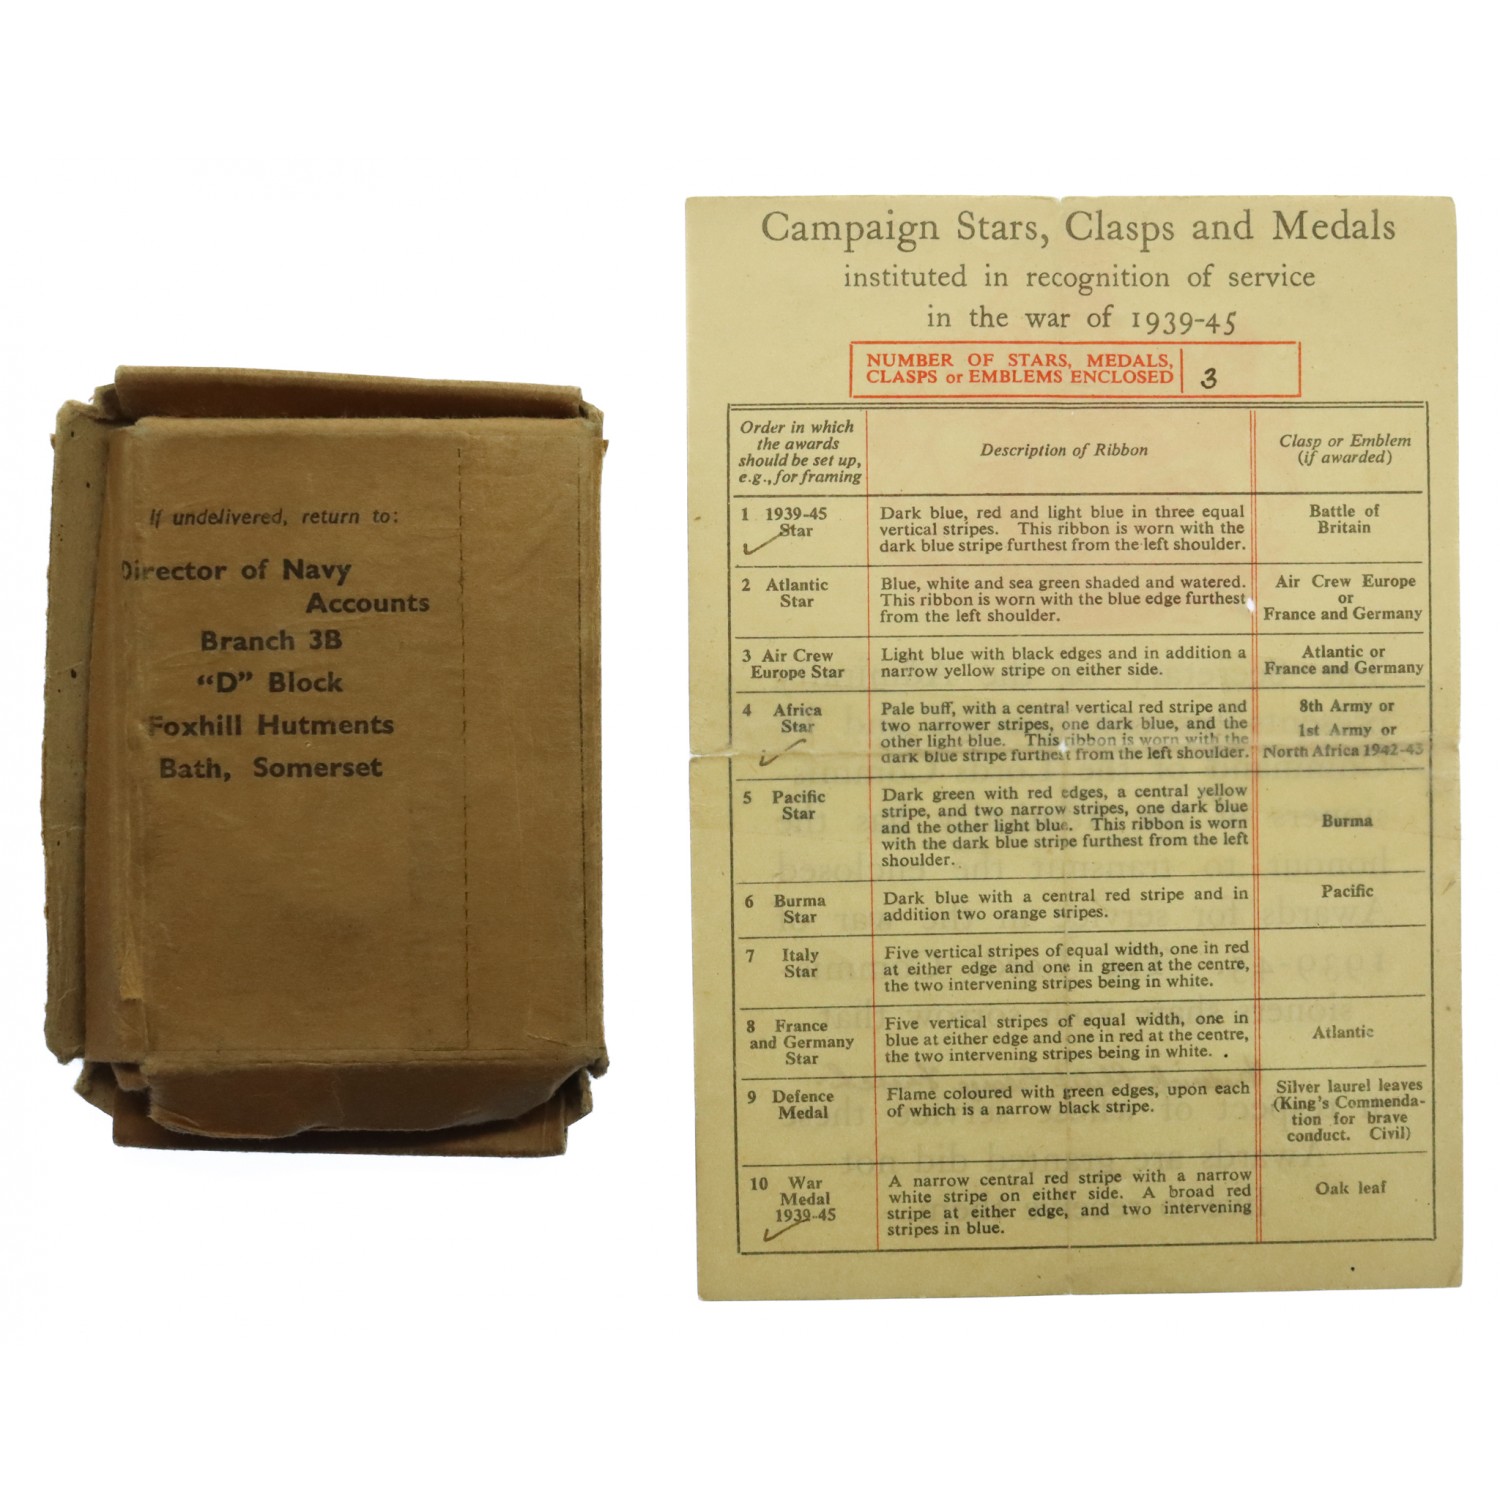 If undelivered, return to:
Director of Navy
Accounts
Branch 3B
"D" Block
Foxhill Hutments
Bath, Somerset
Campaign Stars, Clasps and Medals
instituted in recognition of service
in the war of 1939-45
NUMBER OF STARS, MEDALS,
CLASPS or EMBLEMS ENCLOSED
3
Order in which
the awards
should be set up,
e.g., for framing
Description of Ribbon
Clasp or Emblem
(if awarded)
1 1939-45
Star
Dark blue, red and light blue in three equal
vertical stripes. This ribbon is worn with the
dark blue stripe furthest from the left shoulder.
Battle of
Britain
2 Atlantic
Star
Blue, white and sea green shaded and watered.
This ribbon is worn with the blue edge furthest
from the left shoulder.
Air Crew Europe
or
France and Germany
3 Air Crew
Europe Star
Light blue with black edges and in addition a
narrow yellow stripe on either side.
Atlantic or
France and Germany
4 Africa
Star
Pale buff, with a central vertical red stripe and
two narrower stripes, one dark blue, and the
other light blue. This ribbon is worn with the
dark blue stripe furthest from the left shoulder.
8th Army or
1st Army or
North Africa 1942-43
5 Pacific
Star
Dark green with red edges, a central yellow
stripe, and two narrow stripes, one dark blue
and the other light blue. This ribbon is worn
with the dark blue stripe furthest from the left
shoulder.
Burma
6 Burma
Star
Dark blue with a central red stripe and in
addition two orange stripes.
Pacific
7 Italy
Star
Five vertical stripes of equal width, one in red
at either edge and one in green at the centre,
the two intervening stripes being in white.
8 France
and Germany
Star
Five vertical stripes of equal width, one in
blue at either edge and one in red at the centre,
the two intervening stripes being in white.
Atlantic
9 Defence
Medal
Flame coloured with green edges, upon each
of which is a narrow black stripe.
Silver laurel leaves
(King's Commenda-
tion for brave
conduct. Civil)
10 War
Medal
1939-45
A narrow central red stripe with a narrow
white stripe on either side. A broad red
stripe at either edge, and two intervening
stripes in blue.
Oak leaf